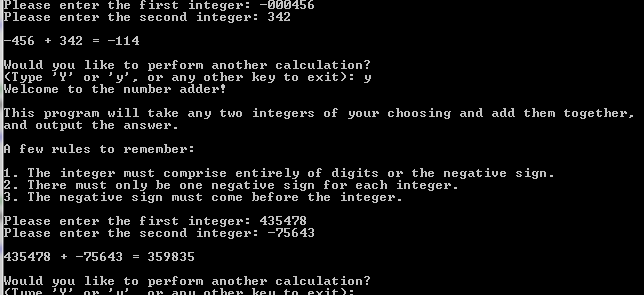 Please enter the first integer: -000456
Please enter the second integer: 342
-456 + 342 = -114
Would you like to perform another calculation?
(Type 'Y' or 'y', or any other key to exit): y
Welcome to the number adder!
This program will take any two integers of your choosing and add them together,
and output the answer.
A few rules to remember:
1. The integer must comprise entirely of digits or the negative sign.
2. There must only be one negative sign for each integer.
3. The negative sign must come before the integer.
Please enter the first integer: 435478
Please enter the second integer: -75643
435478 + -75643 = 359835
Would you like to perform another calculation?
(Type 'Y' or 'y', or any other key to exit):